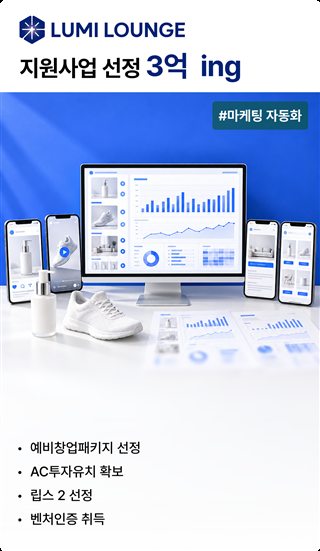 LUMI LOUNGE
지원사업 선정 3억 ing
#마케팅 자동화
• 예비창업패키지 선정
• AC투자유치 확보
• 립스 2 선정
• 벤처인증 취득